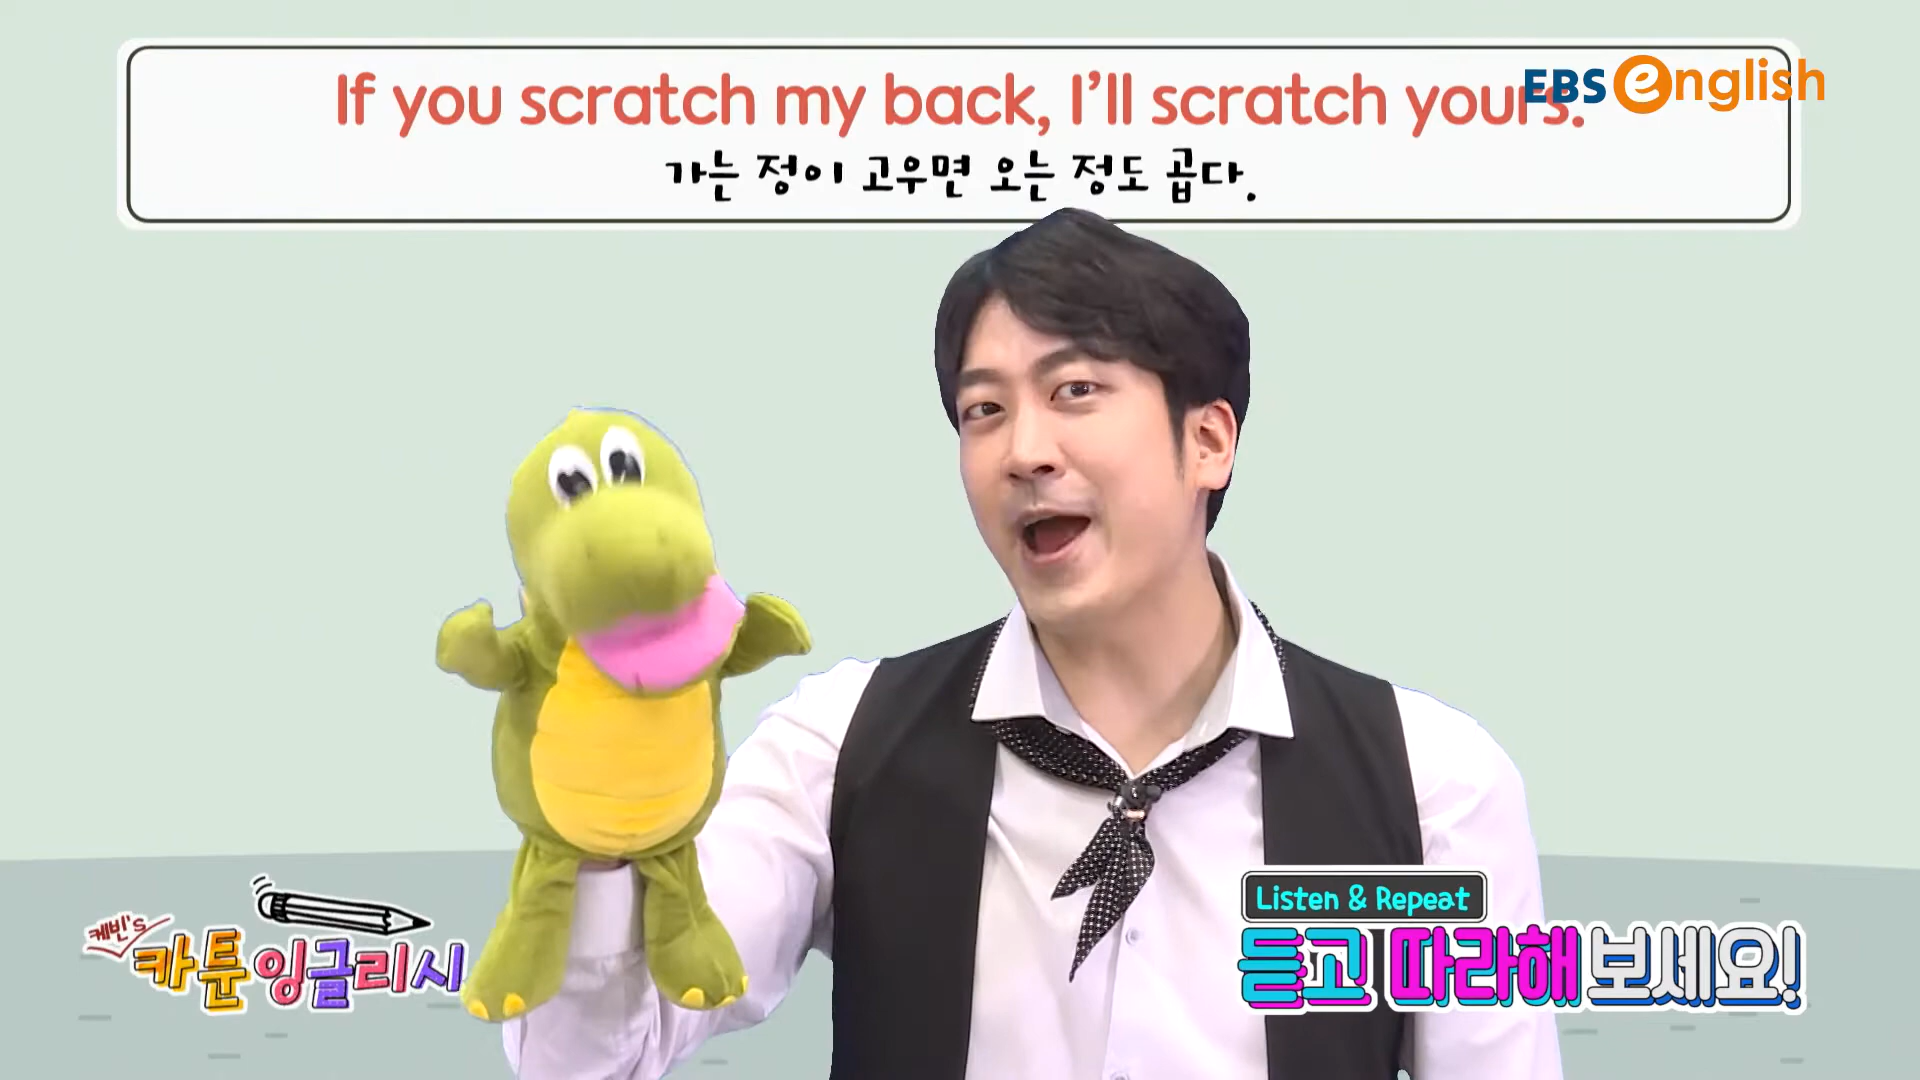 If you scratch my back, I'll scratch yours.
EBS english
가는 정이 고우면 오는 정도 곱다.
케빈's
카툰잉글리시
Listen & Repeat
듣고 따라해보세요!